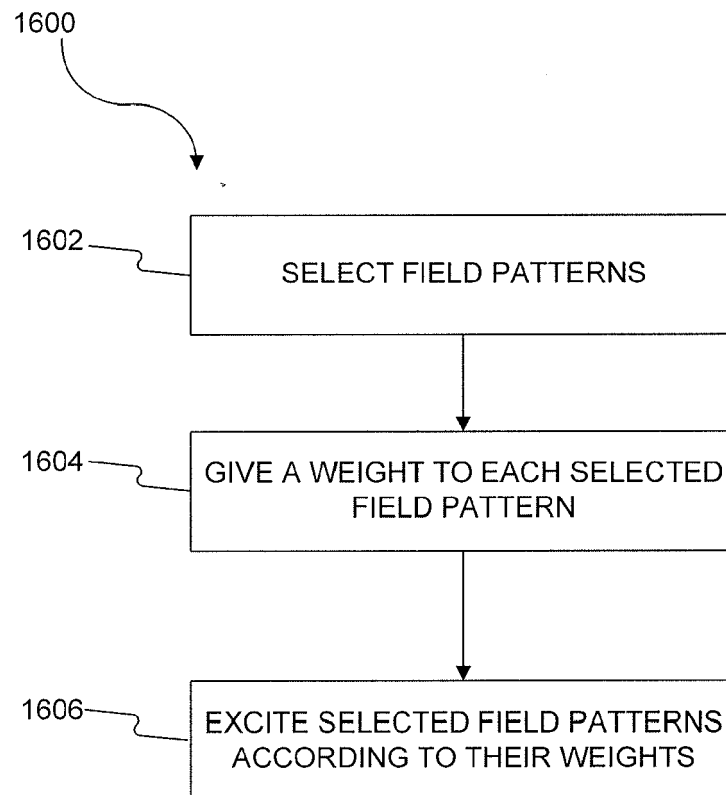 1600
1602
SELECT FIELD PATTERNS
1604
GIVE A WEIGHT TO EACH SELECTED
FIELD PATTERN
1606
EXCITE SELECTED FIELD PATTERNS
ACCORDING TO THEIR WEIGHTS